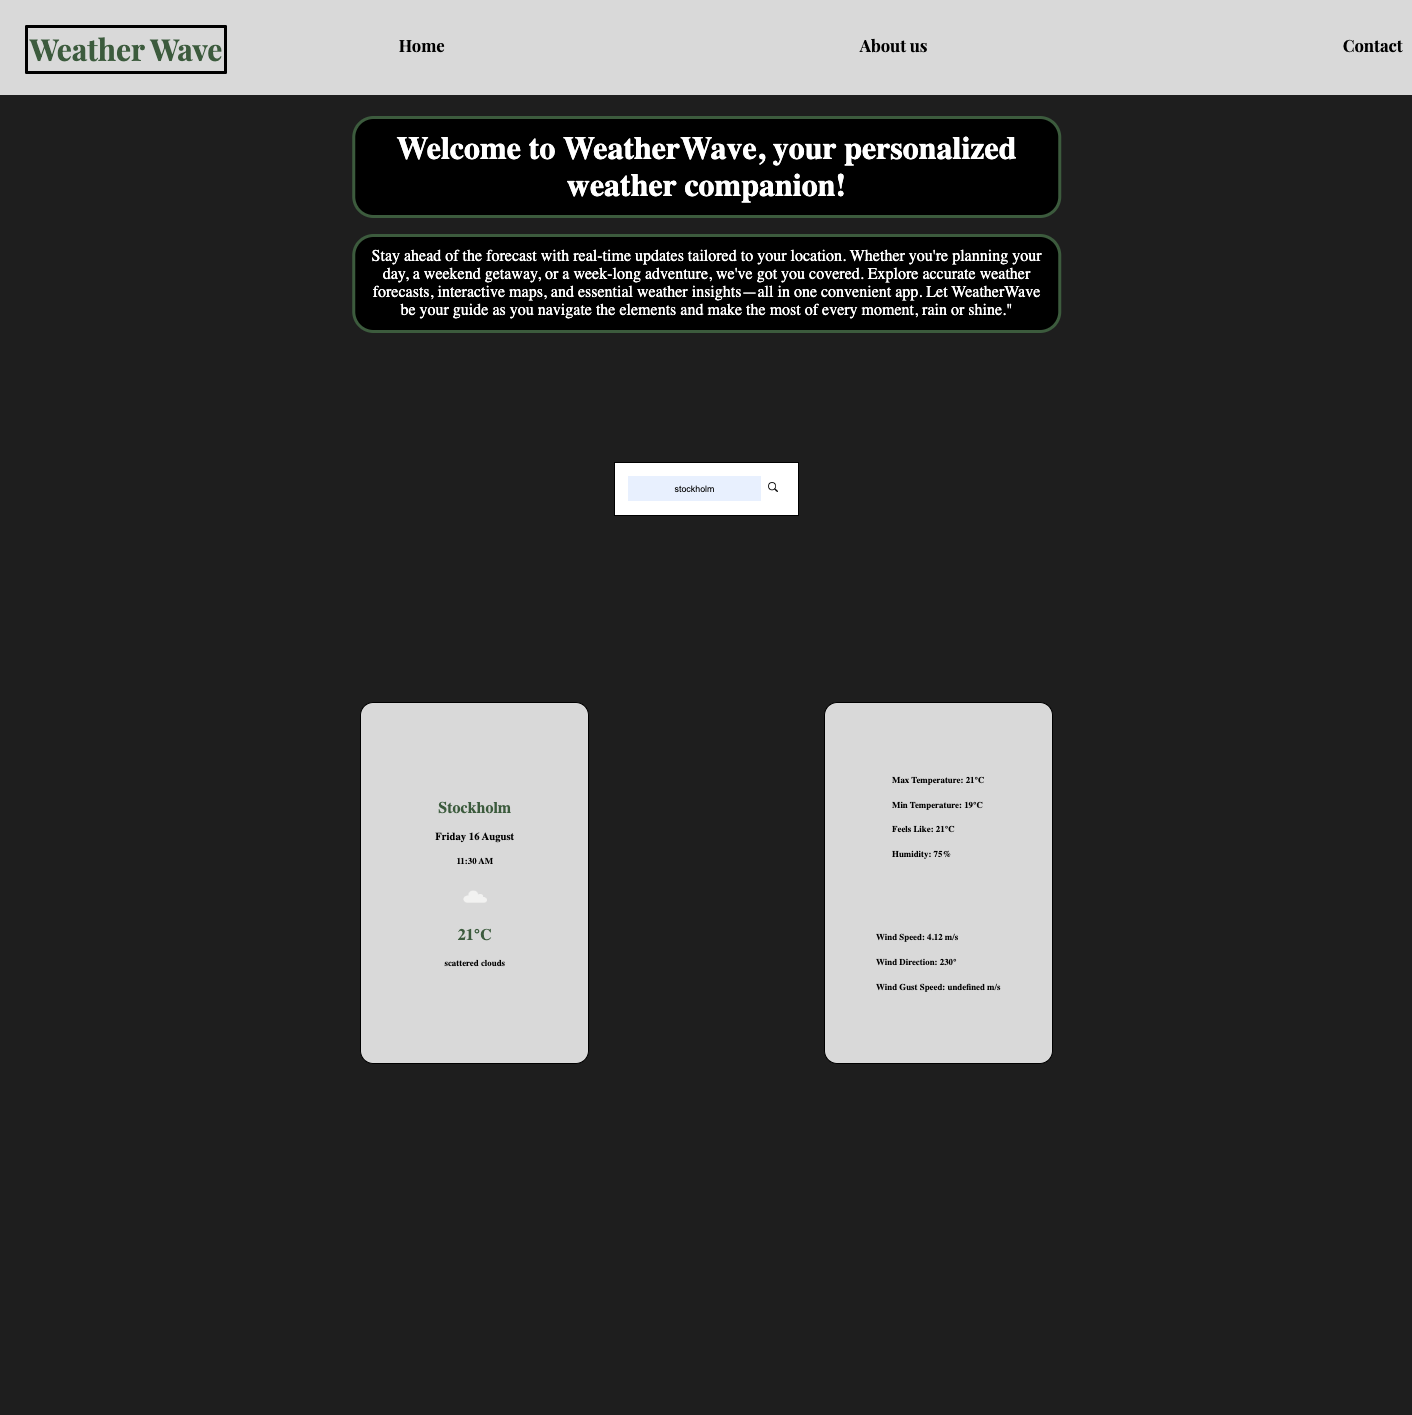 Weather Wave
Home
About us
Contact
Welcome to WeatherWave, your personalized
weather companion!
Stay ahead of the forecast with real-time updates tailored to your location. Whether you're planning your
day, a weekend getaway, or a week-long adventure, we've got you covered. Explore accurate weather
forecasts, interactive maps, and essential weather insights—all in one convenient app. Let WeatherWave
be your guide as you navigate the elements and make the most of every moment, rain or shine."
stockholm
Stockholm
Friday 16 August
11:30 AM
21°C
scattered clouds
Max Temperature: 21°C
Min Temperature: 19°C
Feels Like: 21°C
Humidity: 75%
Wind Speed: 4.12 m/s
Wind Direction: 230°
Wind Gust Speed: undefined m/s